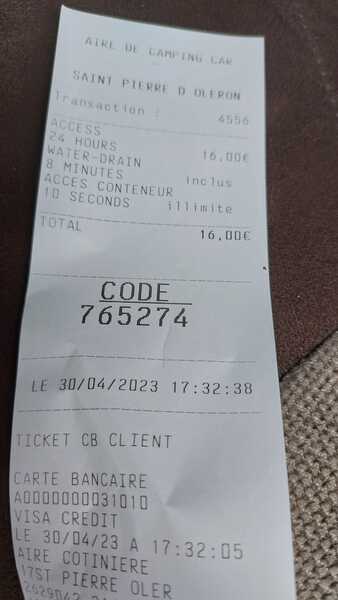 AIRE DE CAMPING CAR
SAINT PIERRE D OLERON
Transaction : 4556
ACCESS
24 HOURS 16,00€
WATER-DRAIN
8 MINUTES inclus
ACCES CONTENEUR
10 SECONDS illimite
TOTAL 16,00€
CODE
765274
LE 30/04/2023 17:32:38
TICKET CB CLIENT
CARTE BANCAIRE
A0000000031010
VISA CREDIT
LE 30/04/23 A 17:32:05
AIRE COTINIERE
17ST PIERRE OLER